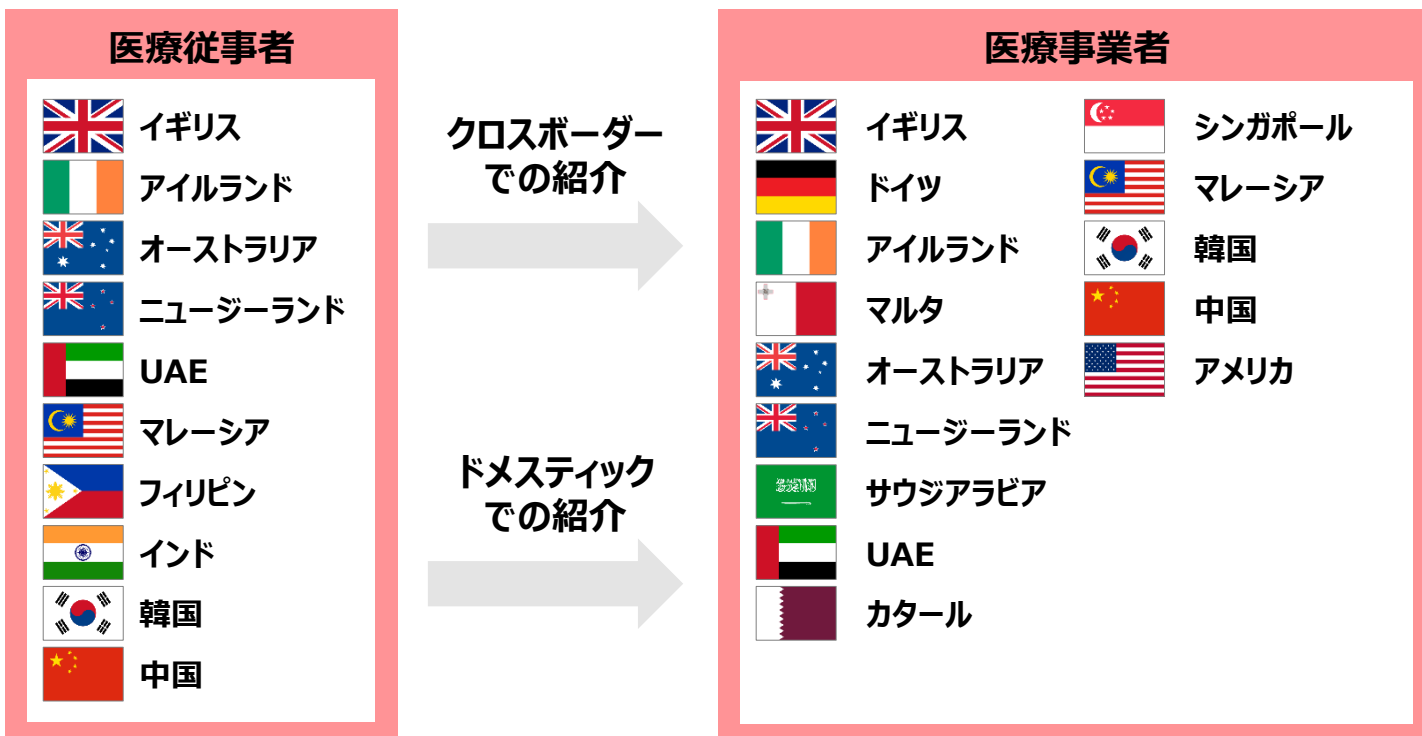 医療従事者
イギリス
アイルランド
オーストラリア
ニュージーランド
UAE
マレーシア
フィリピン
インド
韓国
中国
クロスボーダー
での紹介
ドメスティック
での紹介
医療事業者
イギリス
ドイツ
アイルランド
マルタ
オーストラリア
ニュージーランド
サウジアラビア
UAE
カタール
シンガポール
マレーシア
韓国
中国
アメリカ